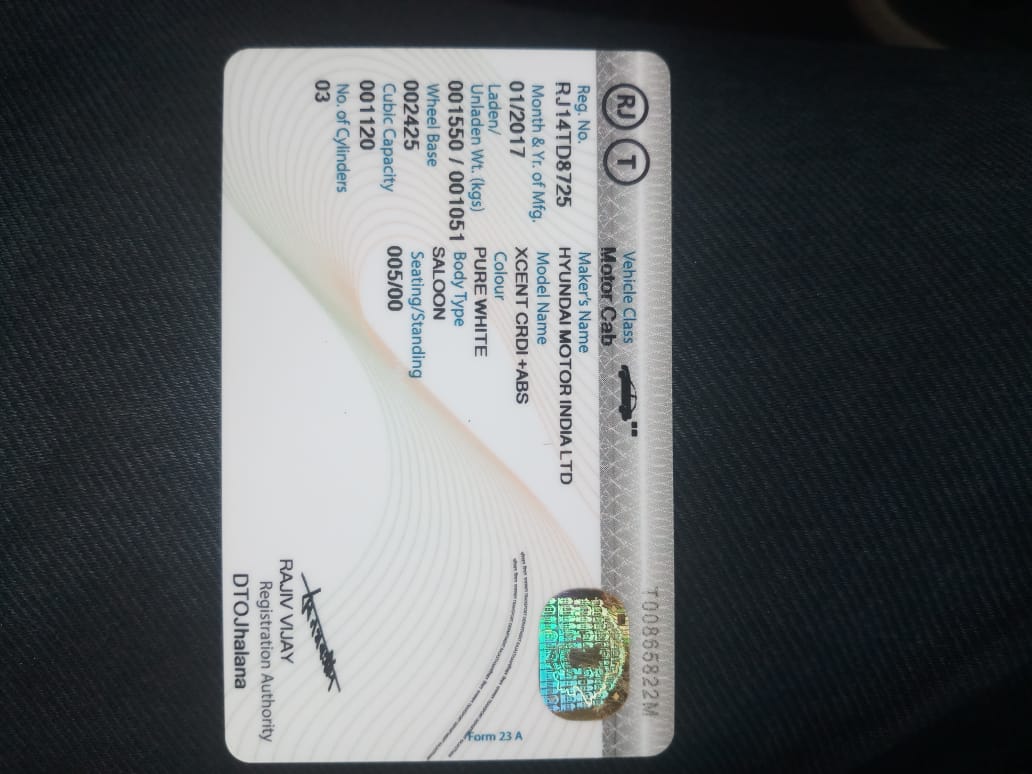 RJ T
Vehicle Class
Motor Cab
T00865822M
Reg. No.
RJ14TD8725
Month & Yr. of Mfg.
01/2017
Laden/
Unladen Wt. (kgs)
001550 / 001051
Wheel Base
002425
Cubic Capacity
001120
No. of Cylinders
03
Maker's Name
HYUNDAI MOTOR INDIA LTD
Model Name
XCENT CRDI +ABS
Colour
PURE WHITE
Body Type
SALOON
Seating/Standing
005/00
Form 23 A
RAJIV VIJAY
Registration Authority
DTOJhalana